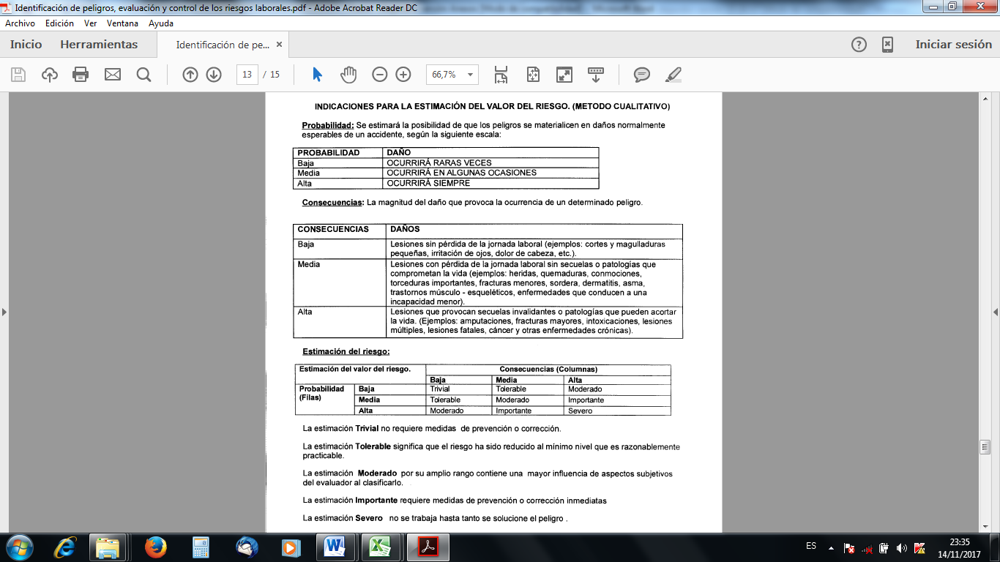 Identificación de peligros, evaluación y control de los riesgos laborales.pdf - Adobe Acrobat Reader DC
Archivo Edición Ver Ventana Ayuda
Inicio Herramientas Identificación de pe... × Iniciar sesión
13 / 15 66,7%
INDICACIONES PARA LA ESTIMACIÓN DEL VALOR DEL RIESGO. (METODO CUALITATIVO)
Probabilidad: Se estimará la posibilidad de que los peligros se materialicen en daños normalmente
esperables de un accidente, según la siguiente escala:
PROBABILIDAD DAÑO
Baja OCURRIRÁ RARAS VECES
Media OCURRIRÁ EN ALGUNAS OCASIONES
Alta OCURRIRÁ SIEMPRE
Consecuencias: La magnitud del daño que provoca la ocurrencia de un determinado peligro.
CONSECUENCIAS DAÑOS
Baja Lesiones sin pérdida de la jornada laboral (ejemplos: cortes y magulladuras
pequeñas, irritación de ojos, dolor de cabeza, etc.).
Media Lesiones con pérdida de la jornada laboral sin secuelas o patologías que
comprometan la vida (ejemplos: heridas, quemaduras, conmociones,
torceduras importantes, fracturas menores, sordera, dermatitis, asma,
trastornos músculo - esqueléticos, enfermedades que conducen a una
incapacidad menor).
Alta Lesiones que provocan secuelas invalidantes o patologías que pueden acortar
la vida. (Ejemplos: amputaciones, fracturas mayores, intoxicaciones, lesiones
múltiples, lesiones fatales, cáncer y otras enfermedades crónicas).
Estimación del riesgo:
Estimación del valor del riesgo. Consecuencias (Columnas)
Baja Media Alta
Probabilidad (Filas) Baja Trivial Tolerable Moderado
Media Tolerable Moderado Importante
Alta Moderado Importante Severo
La estimación Trivial no requiere medidas de prevención o corrección.
La estimación Tolerable significa que el riesgo ha sido reducido al mínimo nivel que es razonablemente
practicable.
La estimación Moderado por su amplio rango contiene una mayor influencia de aspectos subjetivos
del evaluador al clasificarlo.
La estimación Importante requiere medidas de prevención o corrección inmediatas
La estimación Severo no se trabaja hasta tanto se solucione el peligro .
ES 23:35
14/11/2017